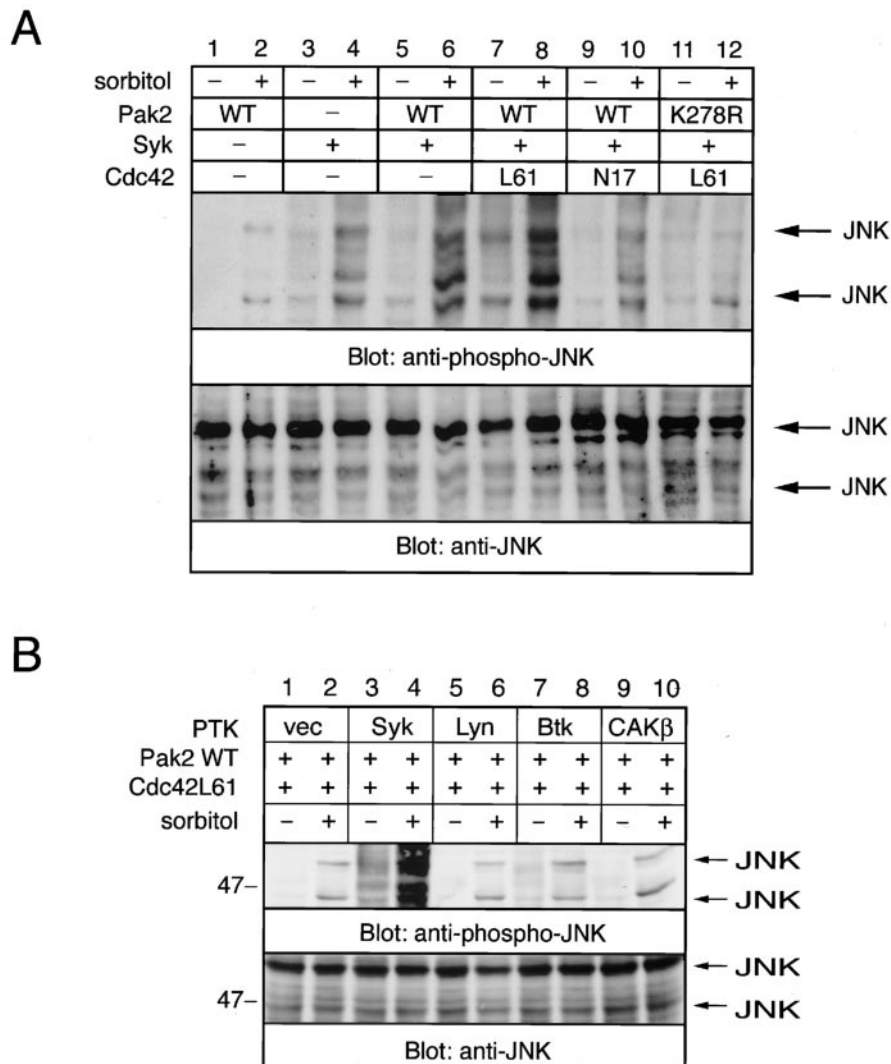 A
1 2 3 4 5 6 7 8 9 10 11 12
sorbitol – + – + – + – + – + – +
Pak2 WT – WT WT WT K278R
Syk – + + + + +
Cdc42 – – – L61 N17 L61
JNK
JNK
Blot: anti-phospho-JNK
JNK
JNK
Blot: anti-JNK
B
1 2 3 4 5 6 7 8 9 10
PTK vec Syk Lyn Btk CAKβ
Pak2 WT + + + + + + + + + +
Cdc42L61 + + + + + + + + + +
sorbitol – + – + – + – + – +
JNK
47–
JNK
Blot: anti-phospho-JNK
JNK
47–
JNK
Blot: anti-JNK